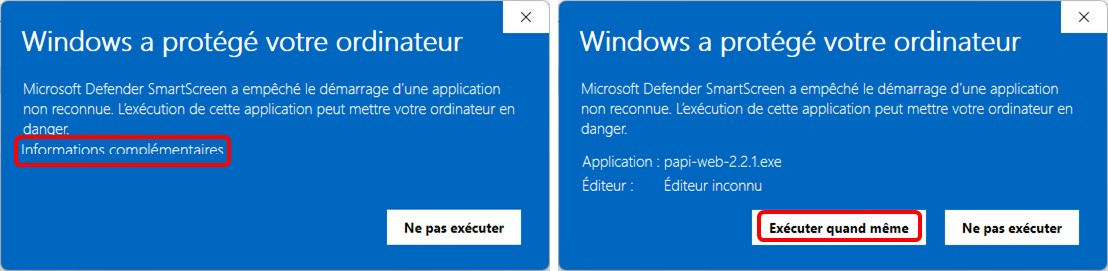 Windows a protégé votre ordinateur
Microsoft Defender SmartScreen a empêché le démarrage d'une application
non reconnue. L'exécution de cette application peut mettre votre ordinateur en
danger.
Informations complémentaires
Ne pas exécuter
Windows a protégé votre ordinateur
Microsoft Defender SmartScreen a empêché le démarrage d'une application
non reconnue. L'exécution de cette application peut mettre votre ordinateur en
danger.
Application : papi-web-2.2.1.exe
Éditeur : Éditeur inconnu
Exécuter quand même
Ne pas exécuter